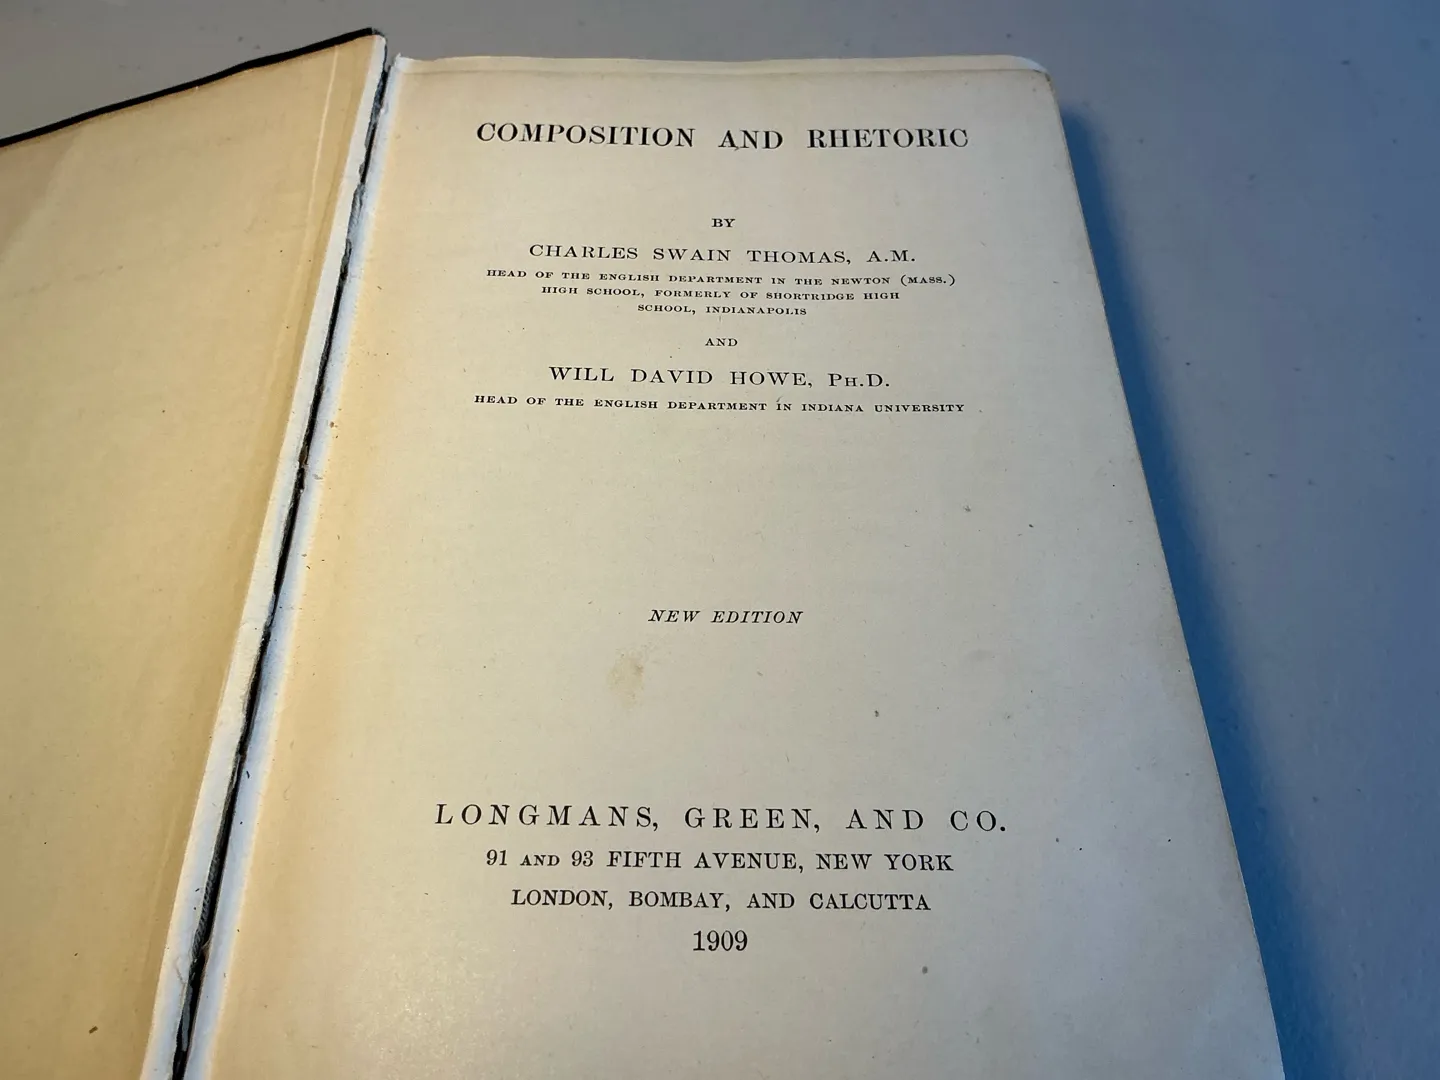 COMPOSITION AND RHETORIC
BY
CHARLES SWAIN THOMAS, A.M.
HEAD OF THE ENGLISH DEPARTMENT IN THE NEWTON (MASS.)
HIGH SCHOOL, FORMERLY OF SHORTRIDGE HIGH
SCHOOL, INDIANAPOLIS
AND
WILL DAVID HOWE, PH.D.
HEAD OF THE ENGLISH DEPARTMENT IN INDIANA UNIVERSITY
NEW EDITION
LONGMANS, GREEN, AND CO.
91 AND 93 FIFTH AVENUE, NEW YORK
LONDON, BOMBAY, AND CALCUTTA
1909